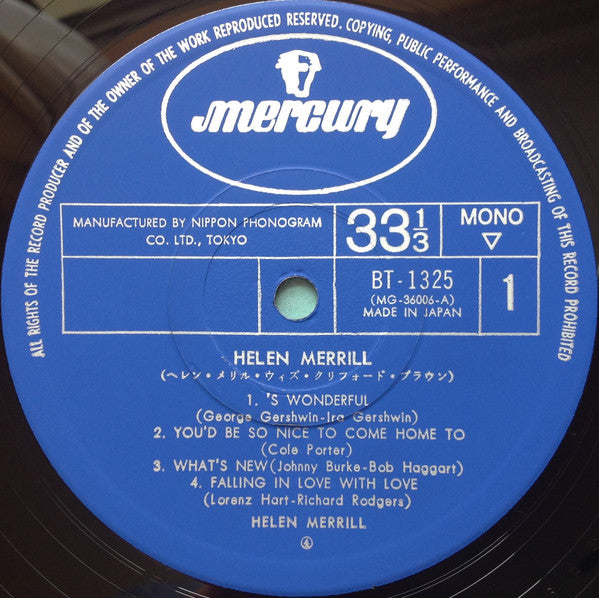 ALL RIGHTS OF THE RECORD PRODUCER AND OF THE OWNER OF THE WORK REPRODUCED RESERVED. COPYING, PUBLIC PERFORMANCE AND BROADCASTING OF THIS RECORD PROHIBITED
mercury
MANUFACTURED BY NIPPON PHONOGRAM
CO. LTD., TOKYO
33 1/3
MONO
▽
BT-1325
(MG-36006-A)
MADE IN JAPAN
1
HELEN MERRILL
(ヘレン・メリル・ウィズ・クリフォード・ブラウン)
1. 'S WONDERFUL
(George Gershwin-Ira Gershwin)
2. YOU'D BE SO NICE TO COME HOME TO
(Cole Porter)
3. WHAT'S NEW (Johnny Burke-Bob Haggart)
4. FALLING IN LOVE WITH LOVE
(Lorenz Hart-Richard Rodgers)
HELEN MERRILL
④